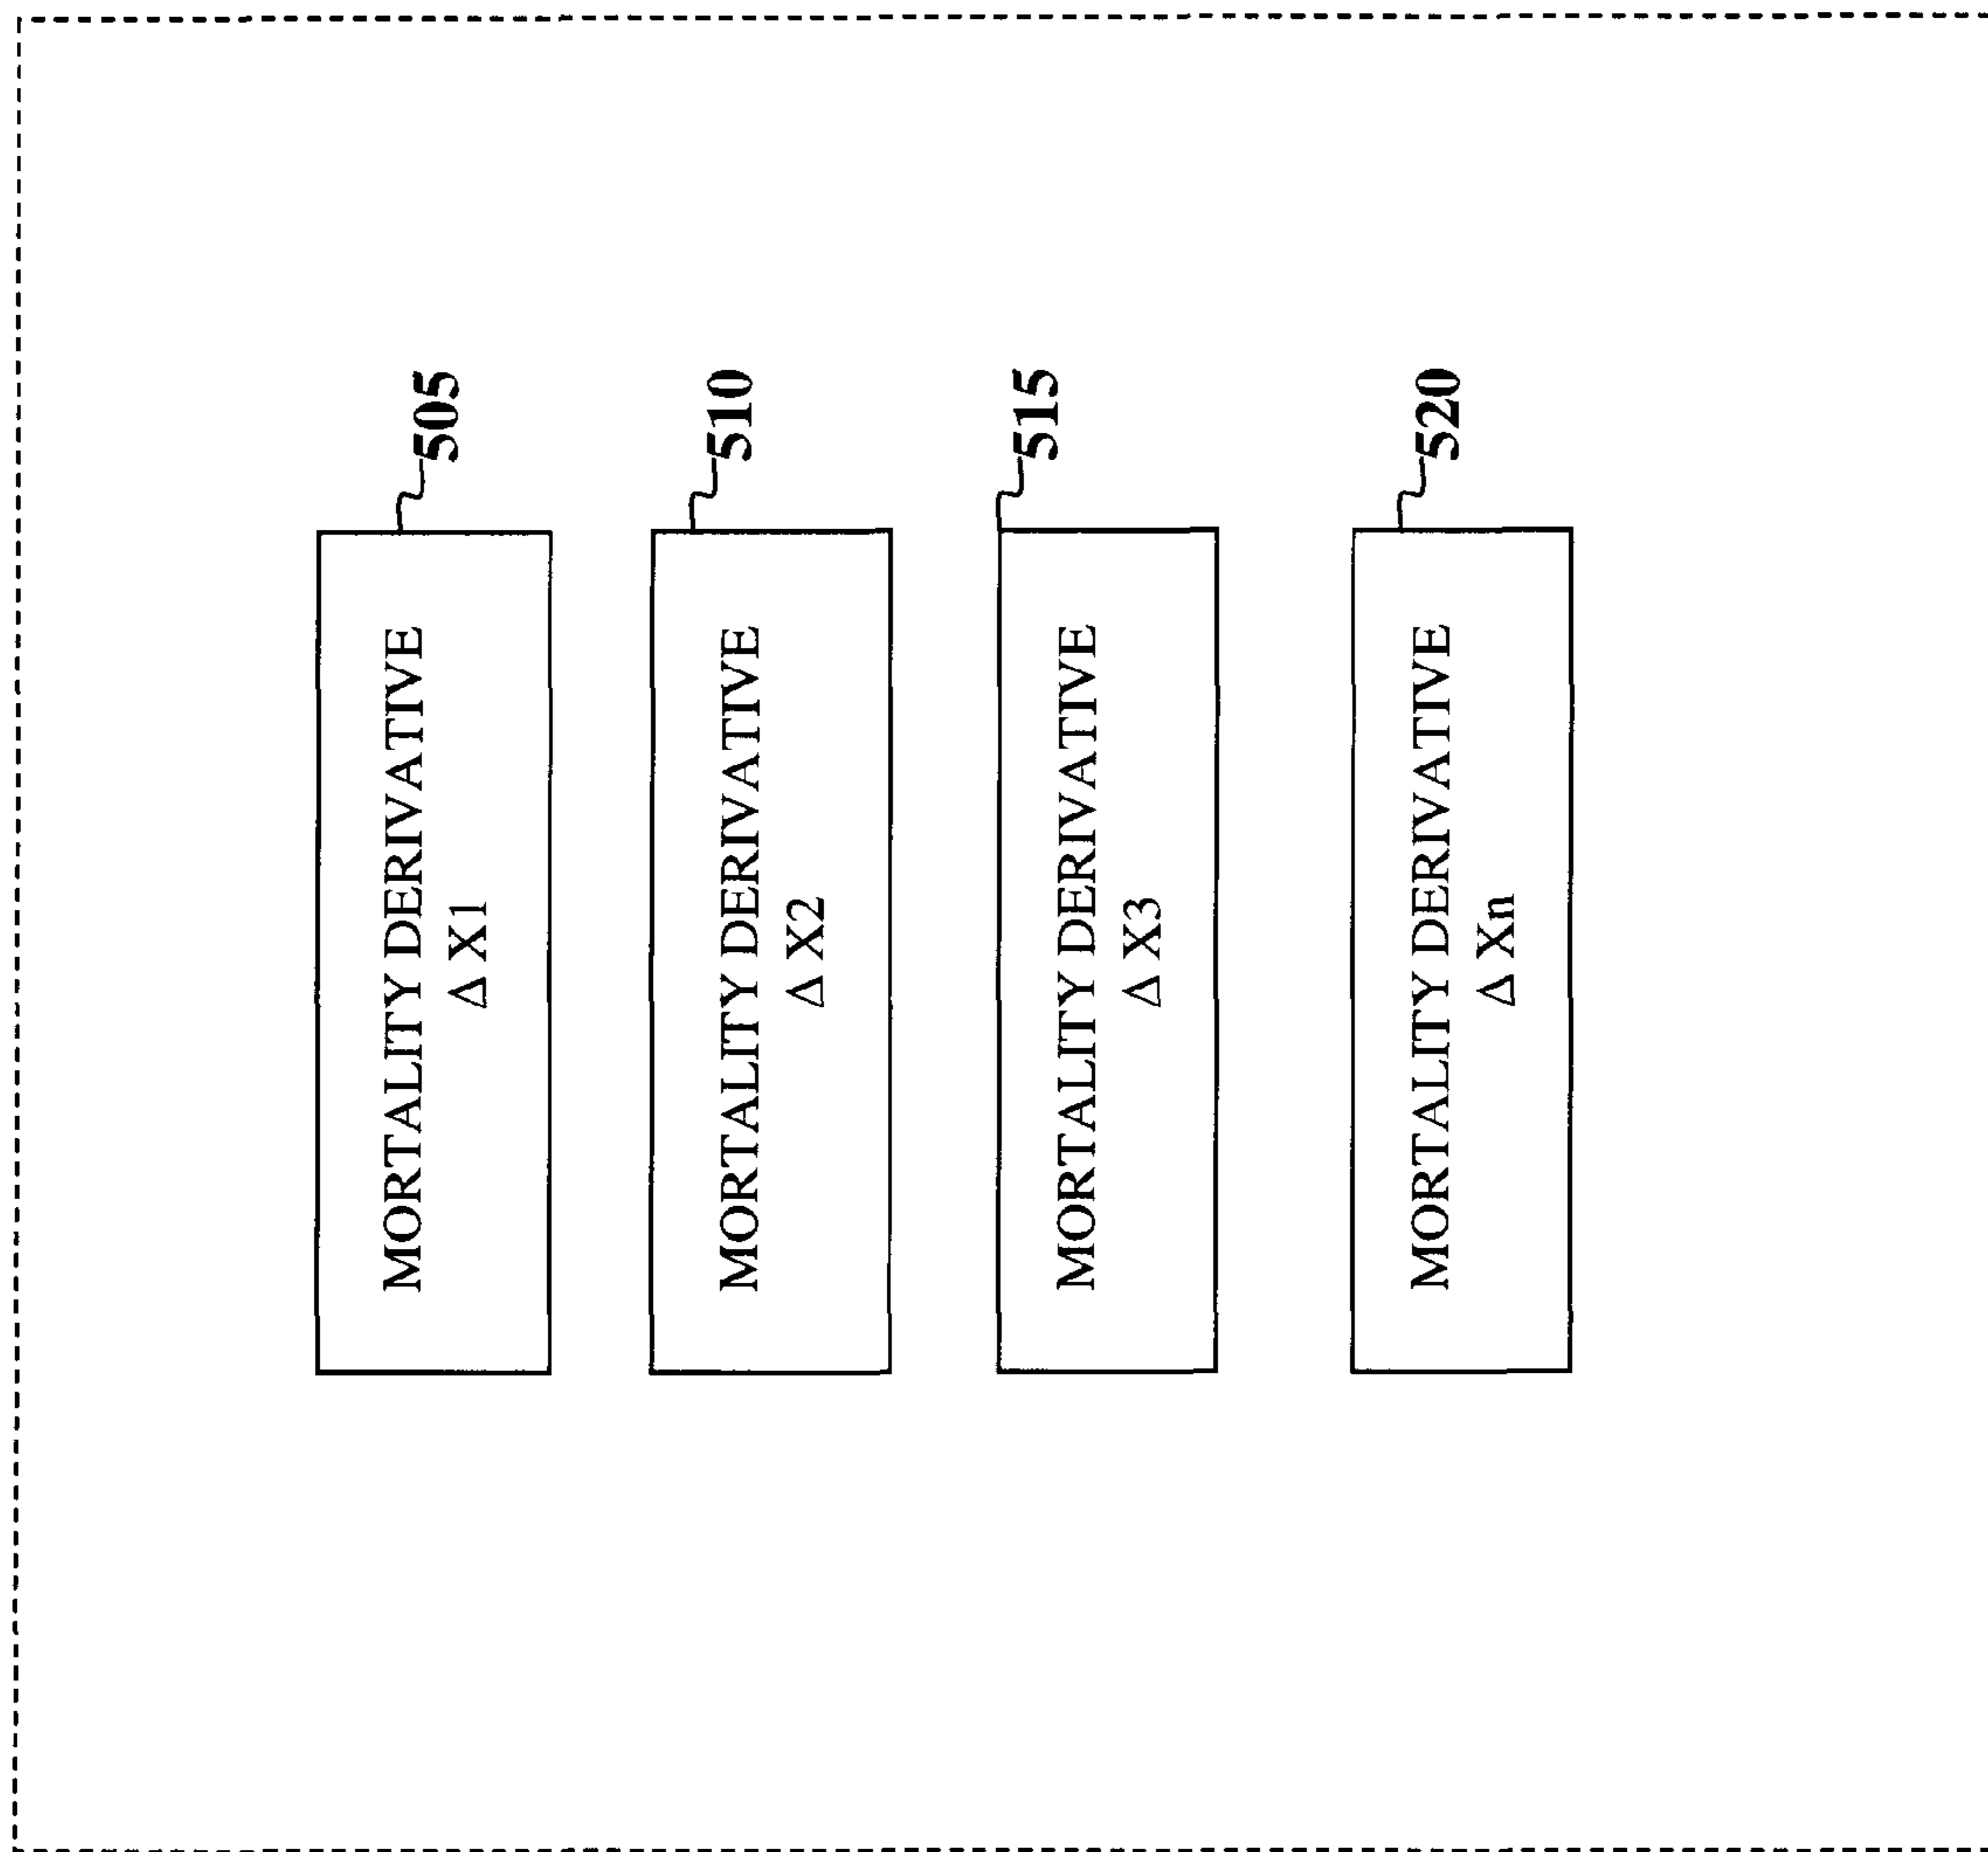 505
MORTALITY DERIVATIVE
Δ X1
510
MORTALITY DERIVATIVE
Δ X2
515
MORTALITY DERIVATIVE
Δ X3
520
MORTALITY DERIVATIVE
Δ Xn